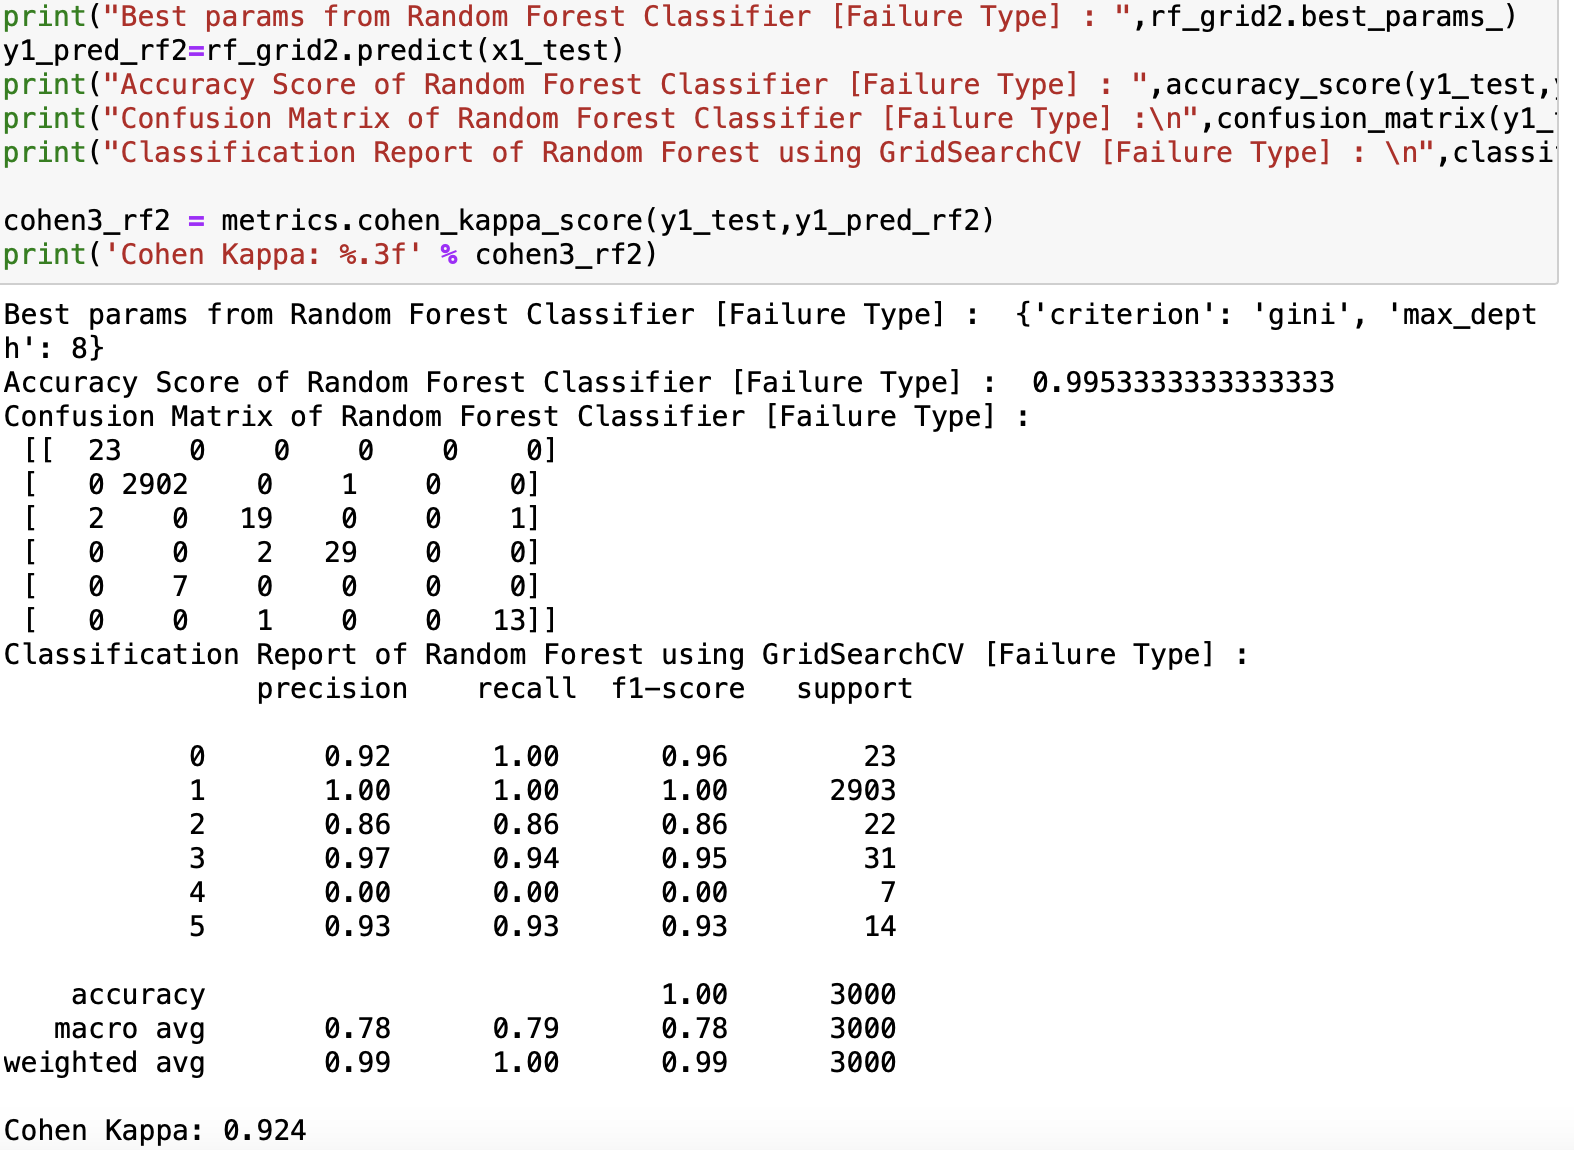 print("Best params from Random Forest Classifier [Failure Type] : ",rf_grid2.best_params_)
y1_pred_rf2=rf_grid2.predict(x1_test)
print("Accuracy Score of Random Forest Classifier [Failure Type] : ",accuracy_score(y1_test,
print("Confusion Matrix of Random Forest Classifier [Failure Type] :\n",confusion_matrix(y1_
print("Classification Report of Random Forest using GridSearchCV [Failure Type] : \n",classi
cohen3_rf2 = metrics.cohen_kappa_score(y1_test,y1_pred_rf2)
print('Cohen Kappa: %.3f' % cohen3_rf2)
Best params from Random Forest Classifier [Failure Type] :  {'criterion': 'gini', 'max_dept
h': 8}
Accuracy Score of Random Forest Classifier [Failure Type] :  0.9953333333333333
Confusion Matrix of Random Forest Classifier [Failure Type] :
[[  23    0    0    0    0    0]
[   0 2902    0    1    0    0]
[   2    0   19    0    0    1]
[   0    0    2   29    0    0]
[   0    7    0    0    0    0]
[   0    0    1    0    0   13]]
Classification Report of Random Forest using GridSearchCV [Failure Type] :
precision    recall  f1-score   support
0       0.92      1.00      0.96        23
1       1.00      1.00      1.00      2903
2       0.86      0.86      0.86        22
3       0.97      0.94      0.95        31
4       0.00      0.00      0.00         7
5       0.93      0.93      0.93        14
accuracy                           1.00      3000
macro avg       0.78      0.79      0.78      3000
weighted avg       0.99      1.00      0.99      3000
Cohen Kappa: 0.924